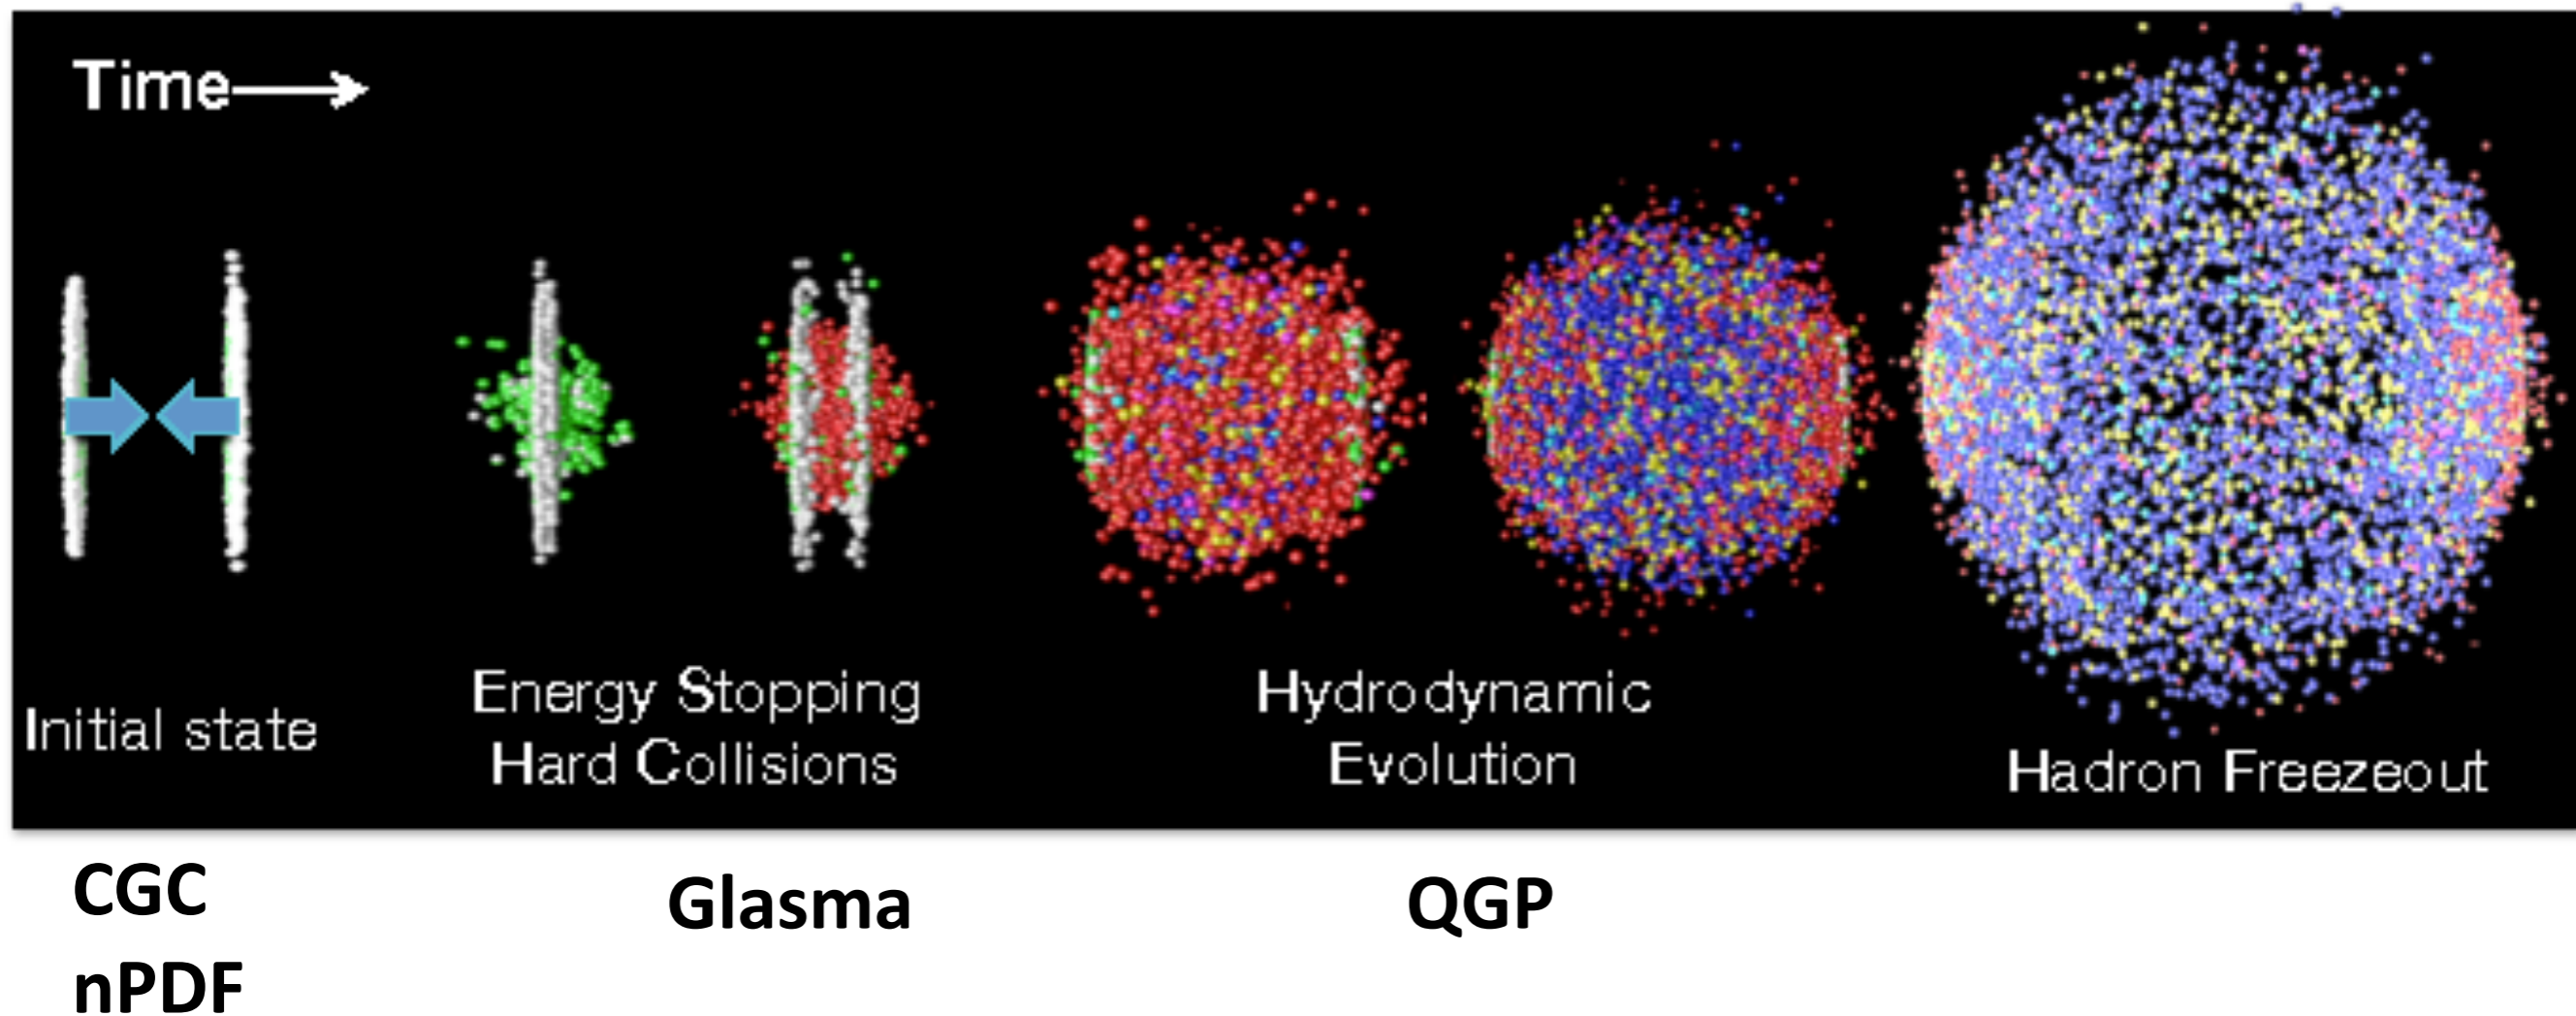 Time
Initial state
Energy Stopping
Hard Collisions
Hydrodynamic
Evolution
Hadron Freezeout
CGC
nPDF
Glasma
QGP